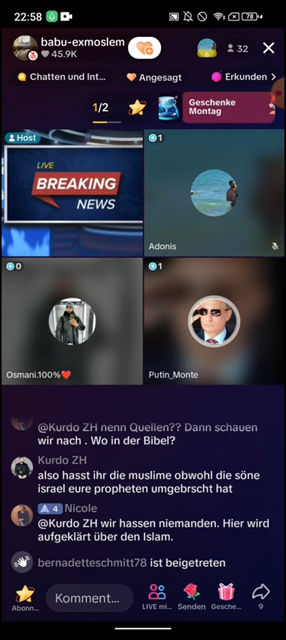 22:58
78
babu-exmoslem
45.9K
32
Chatten und Int...
Angesagt
Erkunden
1/2
Geschenke
Montag
Host
LIVE
BREAKING
NEWS
1
Adonis
0
Osmani.100%❤️
1
Putin_Monte
@Kurdo ZH nenn Quellen?? Dann schauen
wir nach . Wo in der Bibel?
Kurdo ZH
also hasst ihr die muslime obwohl die söne
israel eure propheten umgebrscht hat
4 Nicole
@Kurdo ZH wir hassen niemanden. Hier wird
aufgeklärt über den Islam.
bernadetteschmitt78 ist beigetreten
Abonn...
Komment...
LIVE mi...
Senden
Gesche...
9